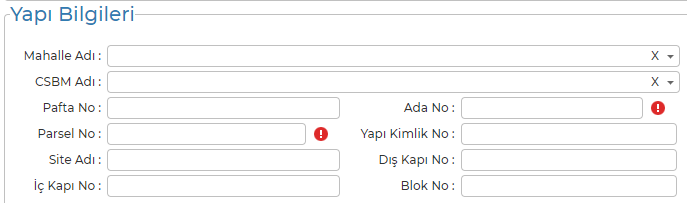 Yapı Bilgileri
Mahalle Adı : X
CSBM Adı : X
Pafta No : Ada No :
Parsel No : Yapı Kimlik No :
Site Adı : Dış Kapı No :
İç Kapı No : Blok No :